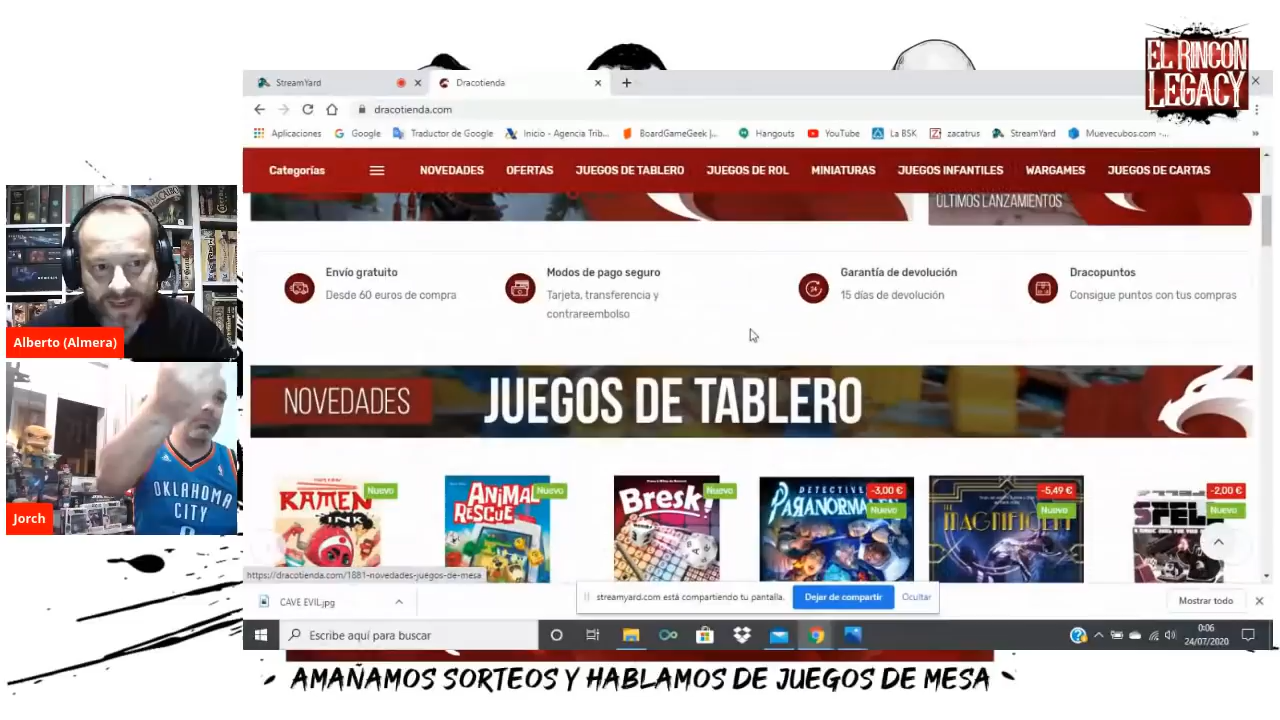 EL RINCON
LEGACY
StreamYard
Dracotienda
dracotienda.com
Aplicaciones Google Traductor de Google Inicio - Agencia Trib... BoardGameGeek |... Hangouts YouTube La BSK zacatrus StreamYard Muevecubos.com -...
Categorías NOVEDADES OFERTAS JUEGOS DE TABLERO JUEGOS DE ROL MINIATURAS JUEGOS INFANTILES WARGAMES JUEGOS DE CARTAS
ÚLTIMOS LANZAMIENTOS
Envío gratuito
Desde 60 euros de compra
Modos de pago seguro
Tarjeta, transferencia y
contrareembolso
Garantía de devolución
15 días de devolución
Dracopuntos
Consigue puntos con tus compras
NOVEDADES JUEGOS DE TABLERO
RAMEN
INK
Nuevo
ANIMAL
RESCUE
Nuevo
Bresk!
Nuevo
DETECTIVE
PARANORMAL
-3,00 €
Nuevo
MAGNIFICENT
-5,49 €
Nuevo
SPELL
-2,00 €
Nuevo
https://dracotienda.com/1881-novedades-juegos-de-mesa
CAVE EVIL.jpg
streamyard.com está compartiendo tu pantalla. Dejar de compartir Ocultar
Mostrar todo
Escribe aquí para buscar
0:06
24/07/2020
Alberto (Almera)
OKLAHOMA
CITY
Jorch
AMAÑAMOS SORTEOS Y HABLAMOS DE JUEGOS DE MESA